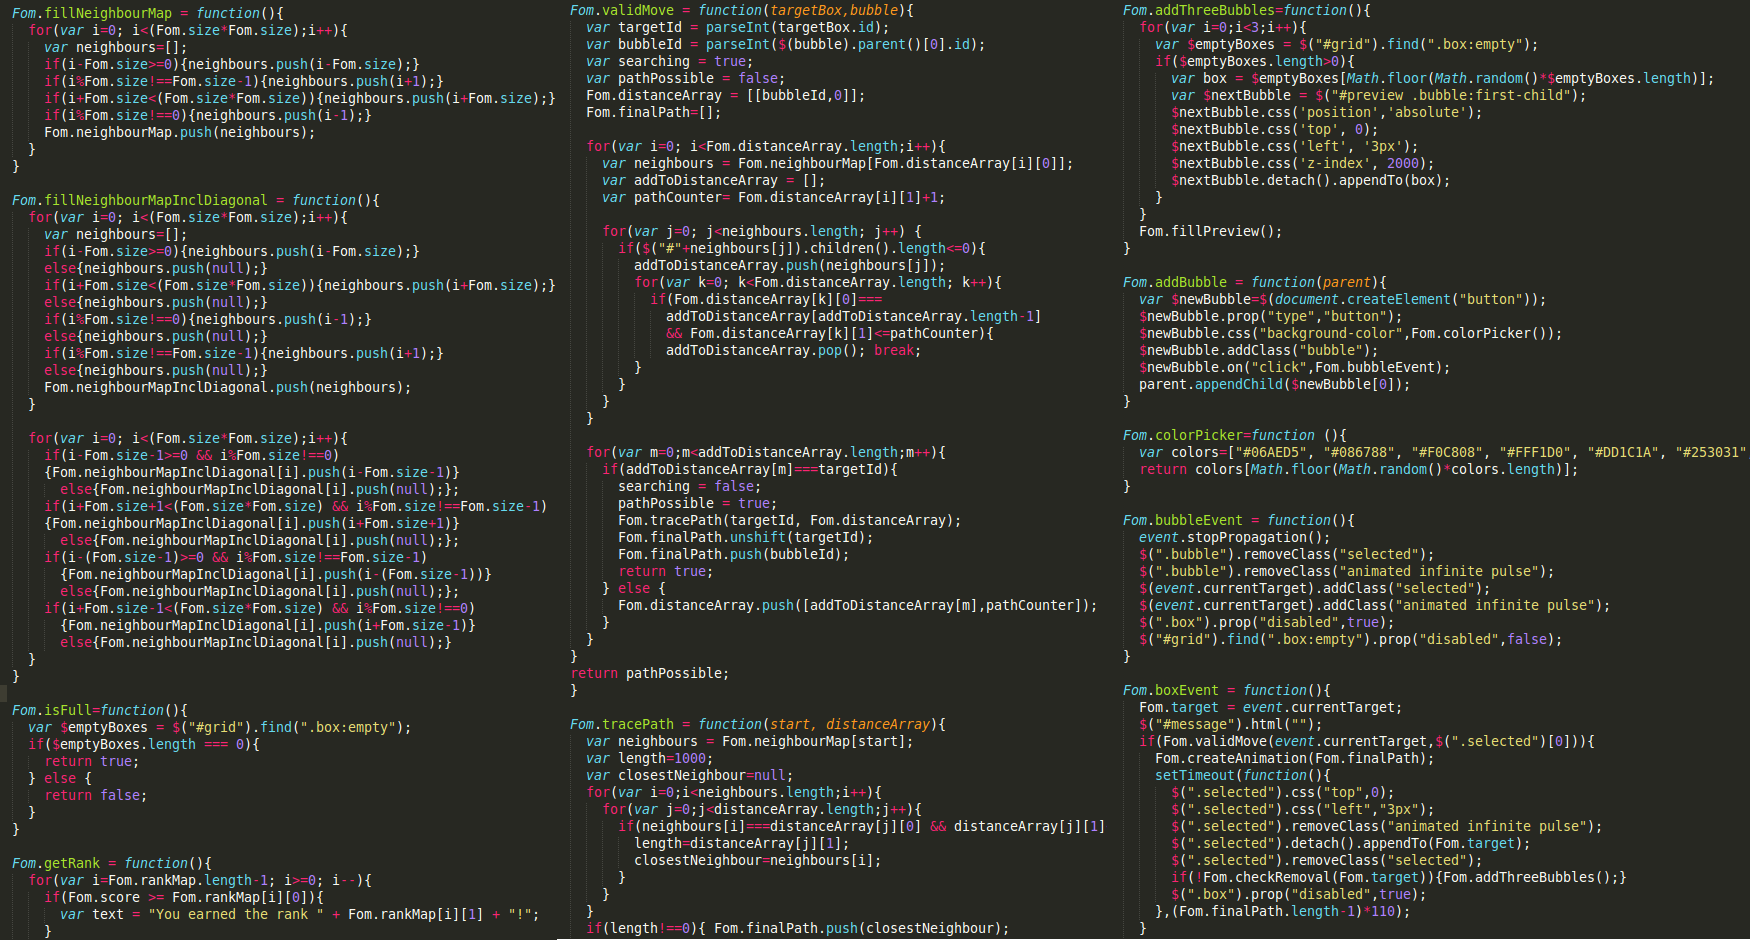 Fom.fillNeighbourMap = function(){
for(var i=0; i<(Fom.size*Fom.size);i++){
var neighbours=[];
if(i-Fom.size>=0){neighbours.push(i-Fom.size);}
if(i%Fom.size!==Fom.size-1){neighbours.push(i+1);}
if(i+Fom.size<(Fom.size*Fom.size)){neighbours.push(i+Fom.size);}
if(i%Fom.size!==0){neighbours.push(i-1);}
Fom.neighbourMap.push(neighbours);
}
}
Fom.fillNeighbourMapInclDiagonal = function(){
for(var i=0; i<(Fom.size*Fom.size);i++){
var neighbours=[];
if(i-Fom.size>=0){neighbours.push(i-Fom.size);}
else{neighbours.push(null);}
if(i+Fom.size<(Fom.size*Fom.size)){neighbours.push(i+Fom.size);}
else{neighbours.push(null);}
if(i%Fom.size!==0){neighbours.push(i-1);}
else{neighbours.push(null);}
if(i%Fom.size!==Fom.size-1){neighbours.push(i+1);}
else{neighbours.push(null);}
Fom.neighbourMapInclDiagonal.push(neighbours);
}
for(var i=0; i<(Fom.size*Fom.size);i++){
if(i-Fom.size-1>=0 && i%Fom.size!==0)
{Fom.neighbourMapInclDiagonal[i].push(i-Fom.size-1)}
else{Fom.neighbourMapInclDiagonal[i].push(null);};
if(i+Fom.size+1<(Fom.size*Fom.size) && i%Fom.size!==Fom.size-1)
{Fom.neighbourMapInclDiagonal[i].push(i+Fom.size+1)}
else{Fom.neighbourMapInclDiagonal[i].push(null);};
if(i-(Fom.size-1)>=0 && i%Fom.size!==Fom.size-1)
{Fom.neighbourMapInclDiagonal[i].push(i-(Fom.size-1))}
else{Fom.neighbourMapInclDiagonal[i].push(null);};
if(i+Fom.size-1<(Fom.size*Fom.size) && i%Fom.size!==0)
{Fom.neighbourMapInclDiagonal[i].push(i+Fom.size-1)}
else{Fom.neighbourMapInclDiagonal[i].push(null);}
}
}
Fom.isFull=function(){
var $emptyBoxes = $("#grid").find(".box:empty");
if($emptyBoxes.length === 0){
return true;
} else {
return false;
}
}
Fom.getRank = function(){
for(var i=Fom.rankMap.length-1; i>=0; i--){
if(Fom.score >= Fom.rankMap[i][0]){
var text = "You earned the rank " + Fom.rankMap[i][1] + "!";
}
Fom.validMove = function(targetBox,bubble){
var targetId = parseInt(targetBox.id);
var bubbleId = parseInt($(bubble).parent()[0].id);
var searching = true;
var pathPossible = false;
Fom.distanceArray = [[bubbleId,0]];
Fom.finalPath=[];
for(var i=0; i<Fom.distanceArray.length;i++){
var neighbours = Fom.neighbourMap[Fom.distanceArray[i][0]];
var addToDistanceArray = [];
var pathCounter= Fom.distanceArray[i][1]+1;
for(var j=0; j<neighbours.length; j++) {
if($("#"+neighbours[j]).children().length<=0){
addToDistanceArray.push(neighbours[j]);
for(var k=0; k<Fom.distanceArray.length; k++){
if(Fom.distanceArray[k][0]===
addToDistanceArray[addToDistanceArray.length-1]
&& Fom.distanceArray[k][1]<=pathCounter){
addToDistanceArray.pop(); break;
}
}
}
}
for(var m=0;m<addToDistanceArray.length;m++){
if(addToDistanceArray[m]===targetId){
searching = false;
pathPossible = true;
Fom.tracePath(targetId, Fom.distanceArray);
Fom.finalPath.unshift(targetId);
Fom.finalPath.push(bubbleId);
return true;
} else {
Fom.distanceArray.push([addToDistanceArray[m],pathCounter]);
}
}
}
return pathPossible;
}
Fom.tracePath = function(start, distanceArray){
var neighbours = Fom.neighbourMap[start];
var length=1000;
var closestNeighbour=null;
for(var i=0;i<neighbours.length;i++){
for(var j=0;j<distanceArray.length;j++){
if(neighbours[i]===distanceArray[j][0] && distanceArray[j][1]
length=distanceArray[j][1];
closestNeighbour=neighbours[i];
}
}
}
if(length!==0){ Fom.finalPath.push(closestNeighbour);
Fom.addThreeBubbles=function(){
for(var i=0;i<3;i++){
var $emptyBoxes = $("#grid").find(".box:empty");
if($emptyBoxes.length>0){
var box = $emptyBoxes[Math.floor(Math.random()*$emptyBoxes.length)];
var $nextBubble = $("#preview .bubble:first-child");
$nextBubble.css('position','absolute');
$nextBubble.css('top', 0);
$nextBubble.css('left', '3px');
$nextBubble.css('z-index', 2000);
$nextBubble.detach().appendTo(box);
}
}
Fom.fillPreview();
}
Fom.addBubble = function(parent){
var $newBubble=$(document.createElement("button"));
$newBubble.prop("type","button");
$newBubble.css("background-color",Fom.colorPicker());
$newBubble.addClass("bubble");
$newBubble.on("click",Fom.bubbleEvent);
parent.appendChild($newBubble[0]);
}
Fom.colorPicker=function (){
var colors=["#06AED5", "#086788", "#F0C808", "#FFF1D0", "#DD1C1A", "#253031"
return colors[Math.floor(Math.random()*colors.length)];
}
Fom.bubbleEvent = function(){
event.stopPropagation();
$(".bubble").removeClass("selected");
$(".bubble").removeClass("animated infinite pulse");
$(event.currentTarget).addClass("selected");
$(event.currentTarget).addClass("animated infinite pulse");
$(".box").prop("disabled",true);
$("#grid").find(".box:empty").prop("disabled",false);
}
Fom.boxEvent = function(){
Fom.target = event.currentTarget;
$("#message").html("");
if(Fom.validMove(event.currentTarget,$(".selected")[0])){
Fom.createAnimation(Fom.finalPath);
setTimeout(function(){
$(".selected").css("top",0);
$(".selected").css("left","3px");
$(".selected").removeClass("animated infinite pulse");
$(".selected").detach().appendTo(Fom.target);
$(".selected").removeClass("selected");
if(!Fom.checkRemoval(Fom.target)){Fom.addThreeBubbles();}
$(".box").prop("disabled",true);
},(Fom.finalPath.length-1)*110);
}